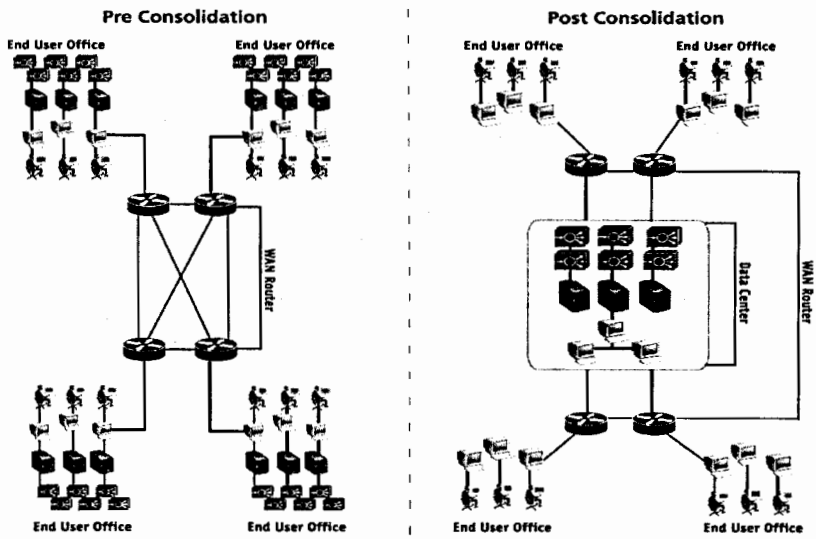 Pre Consolidation
End User Office
End User Office
WAN Router
End User Office
End User Office
Post Consolidation
End User Office
End User Office
Data Center
WAN Router
End User Office
End User Office